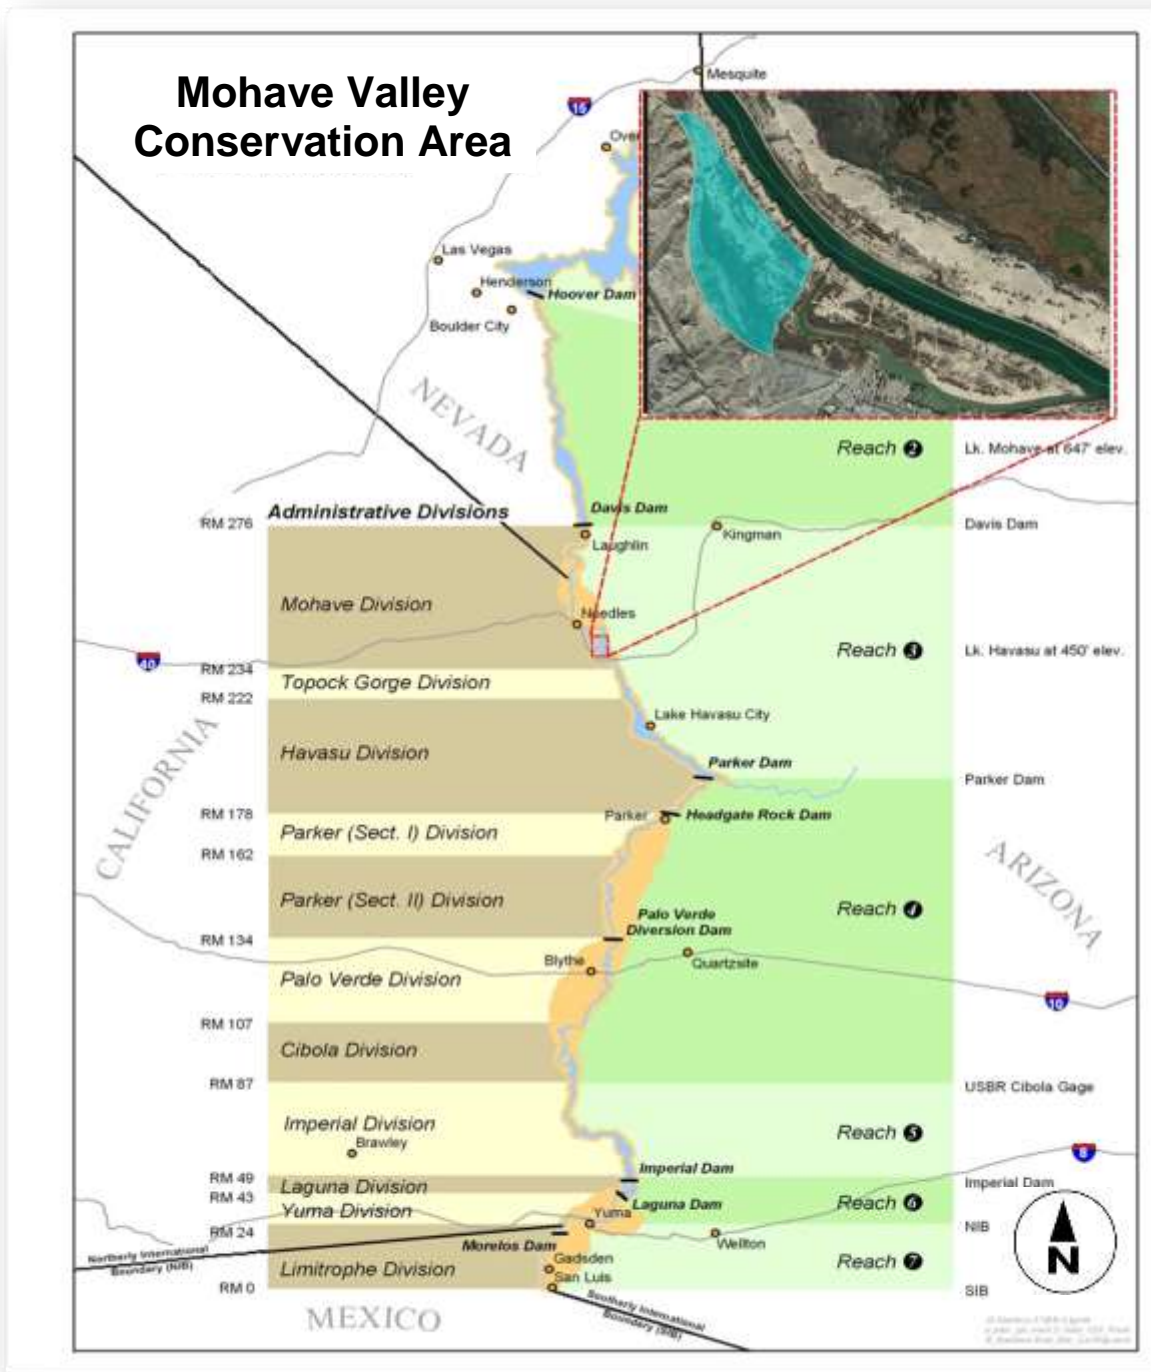 Mohave Valley
Conservation Area
Mesquite
15
Over
Las Vegas
Henderson
Hoover Dam
Boulder City
NEVADA
Reach 2
Lk. Mohave at 647' elev.
Administrative Divisions
Davis Dam
RM 276
Kingman
Davis Dam
Laughlin
Mohave Division
Needles
Reach 3
Lk. Havasu at 450' elev.
40
RM 234
Topock Gorge Division
RM 222
Lake Havasu City
Havasu Division
CALIFORNIA
Parker Dam
Parker Dam
RM 178
Parker
Headgate Rock Dam
Parker (Sect. I) Division
RM 162
ARIZONA
Parker (Sect. II) Division
Reach 4
Palo Verde
Diversion Dam
RM 134
Blythe
Quartzsite
Palo Verde Division
10
RM 107
Cibola Division
RM 87
USBR Cibola Gage
Imperial Division
Reach 5
Brawley
8
Imperial Dam
RM 49
Laguna Division
Imperial Dam
RM 43
Laguna Dam
Reach 6
Yuma Division
Yuma
NIB
RM 24
Wellton
Morelos Dam
Northerly International
Boundary (NIB)
N
Gadsden
Limitrophe Division
Reach 7
San Luis
RM 0
SIB
Southerly International
Boundary (SIB)
MEXICO